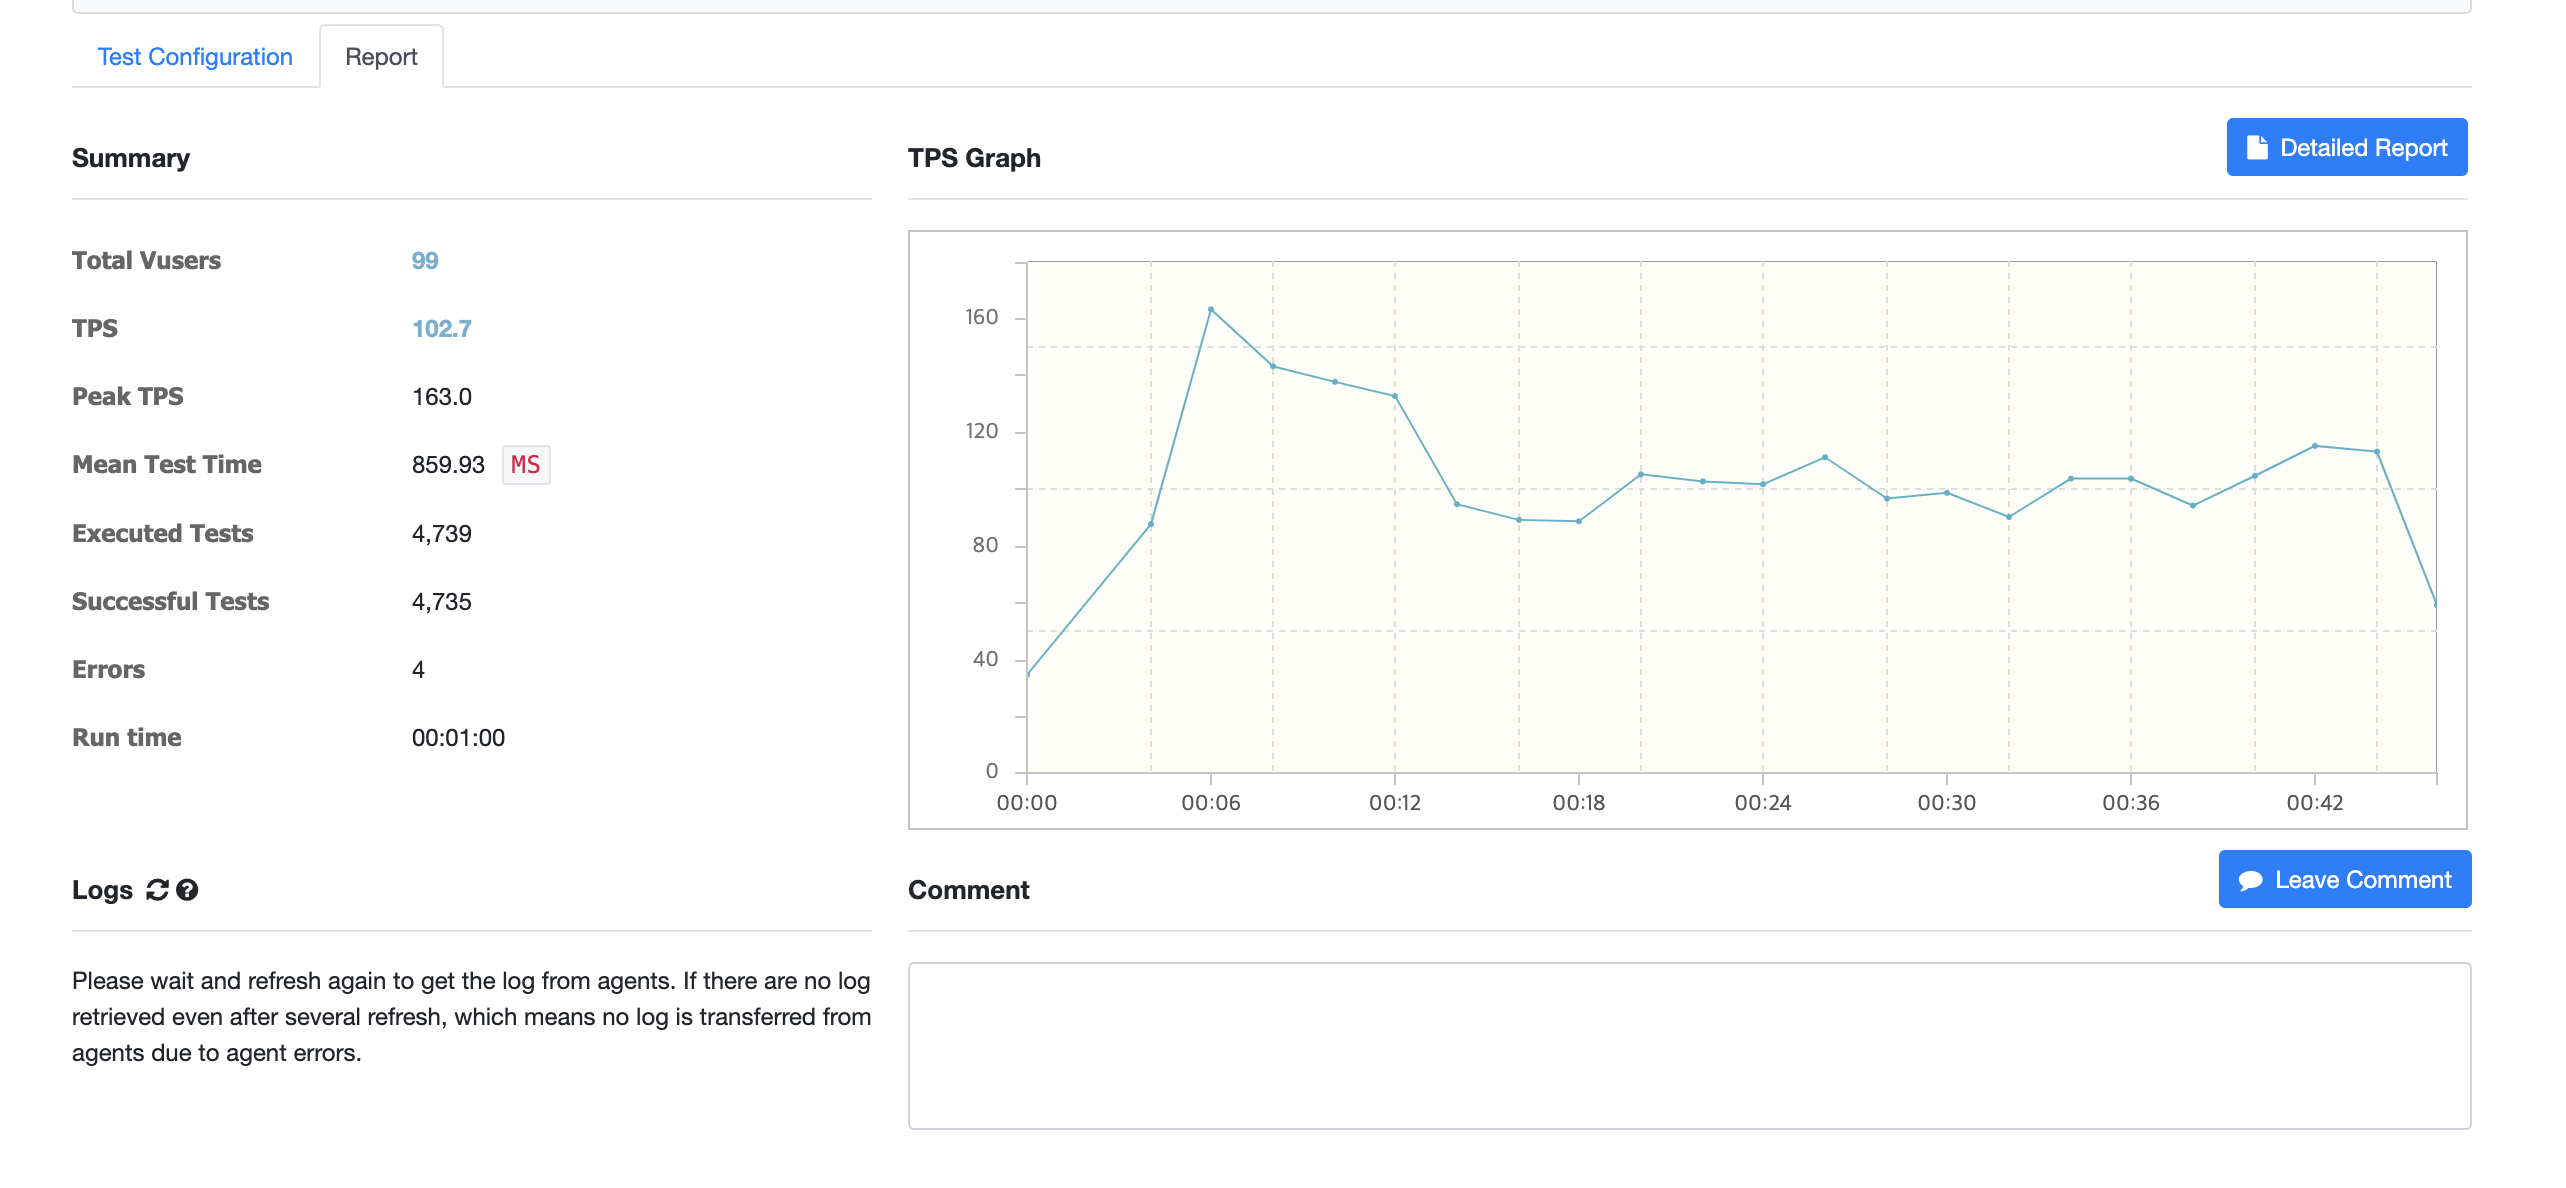 Test Configuration
Report
Summary
Total Vusers 99
TPS 102.7
Peak TPS 163.0
Mean Test Time 859.93 MS
Executed Tests 4,739
Successful Tests 4,735
Errors 4
Run time 00:01:00
TPS Graph
Detailed Report
160
120
80
40
0
00:00 00:06 00:12 00:18 00:24 00:30 00:36 00:42
Logs
Please wait and refresh again to get the log from agents. If there are no log
retrieved even after several refresh, which means no log is transferred from
agents due to agent errors.
Comment
Leave Comment